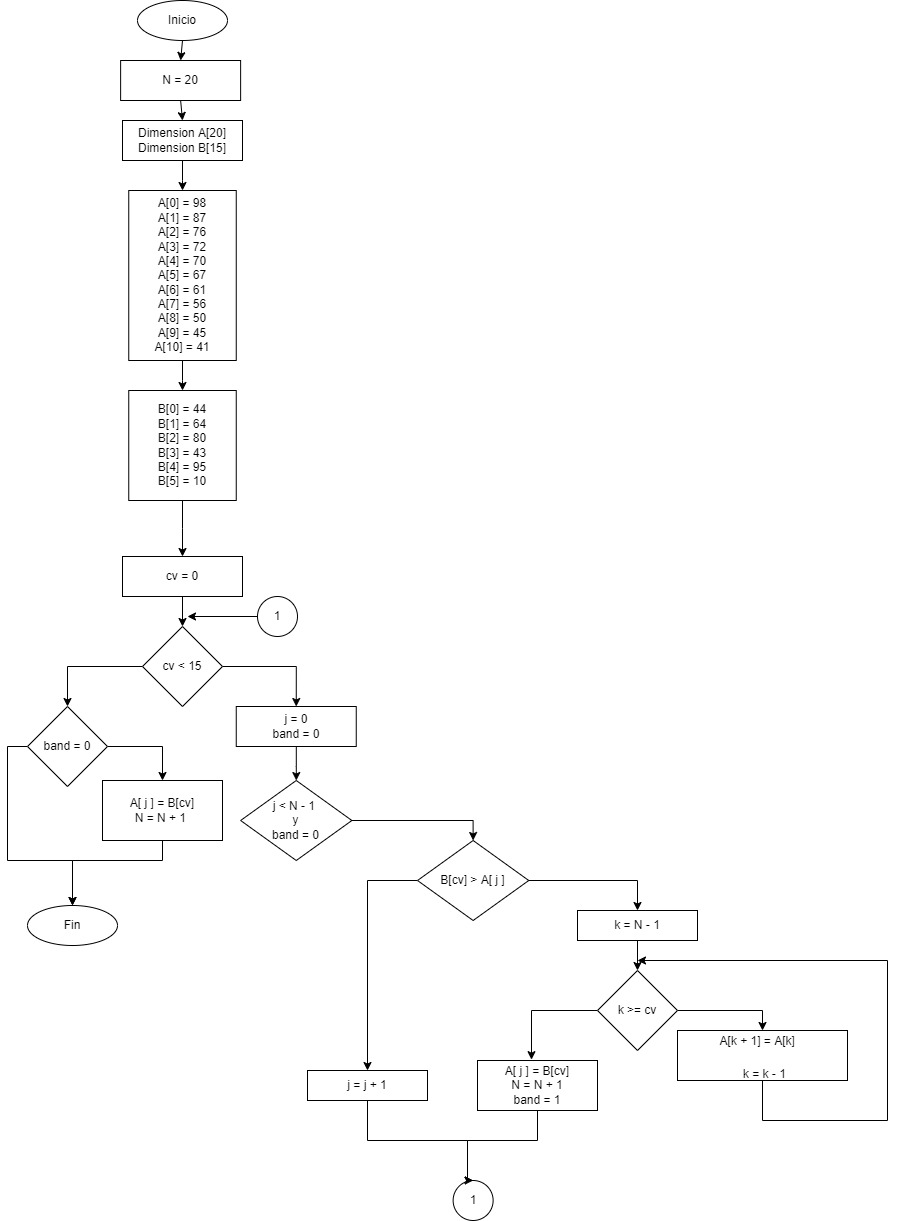 Inicio
N = 20
Dimension A[20]
Dimension B[15]
A[0] = 98
A[1] = 87
A[2] = 76
A[3] = 72
A[4] = 70
A[5] = 67
A[6] = 61
A[7] = 56
A[8] = 50
A[9] = 45
A[10] = 41
B[0] = 44
B[1] = 64
B[2] = 80
B[3] = 43
B[4] = 95
B[5] = 10
cv = 0
1
cv < 15
band = 0
A[ j ] = B[cv]
N = N + 1
Fin
j = 0
band = 0
j < N - 1
y
band = 0
B[cv] > A[ j ]
k = N - 1
k >= cv
A[k + 1] = A[k]
k = k - 1
A[ j ] = B[cv]
N = N + 1
band = 1
j = j + 1
1